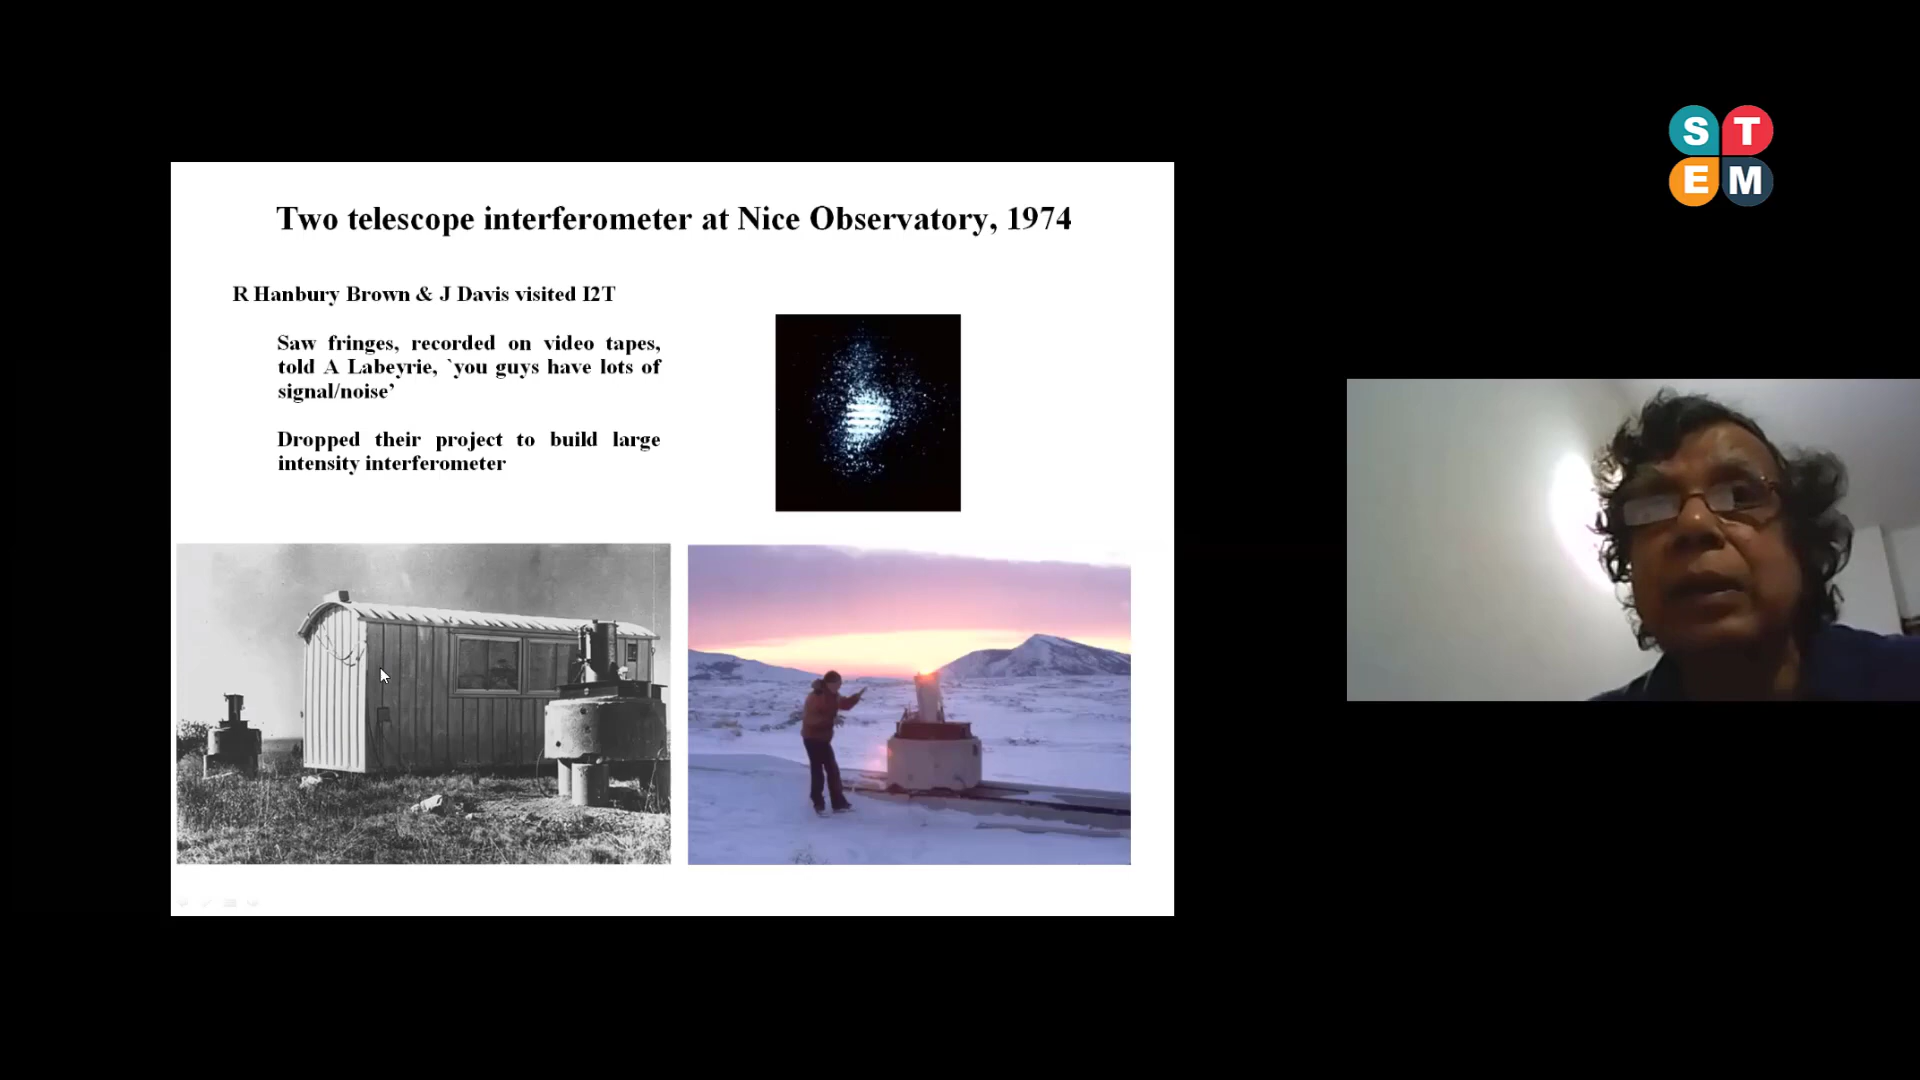 Two telescope interferometer at Nice Observatory, 1974
R Hanbury Brown & J Davis visited I2T
Saw fringes, recorded on video tapes,
told A Labeyrie, `you guys have lots of
signal/noise’
Dropped their project to build large
intensity interferometer
S T
E M